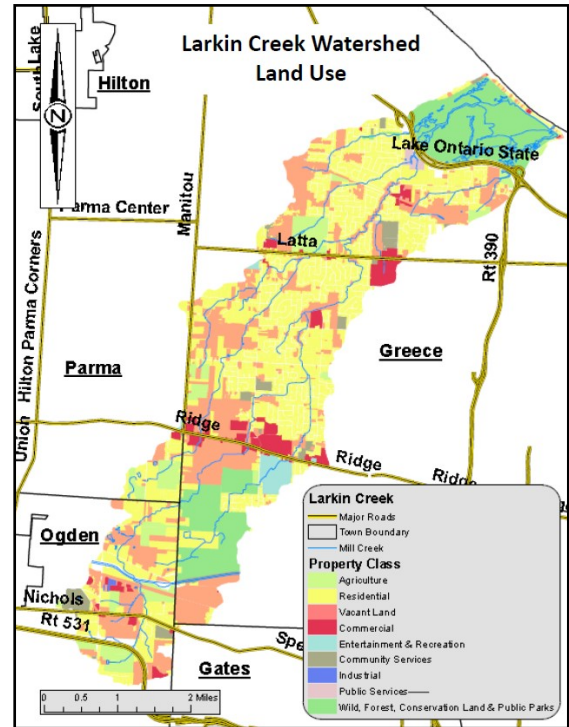 Larkin Creek Watershed
Land Use
South Lake
Hilton
N
Lake Ontario State
Parma Center
Manitou
Latta
Rt 390
Union Hilton Parma Corners
Parma
Greece
Ridge
Ridge
Ridge
Ogden
Nichols
Rt 531
Gates
Larkin Creek
Major Roads
Town Boundary
Mill Creek
Property Class
Agriculture
Residential
Vacant Land
Commercial
Entertainment & Recreation
Community Services
Industrial
Public Services
Wild, Forest, Conservation Land & Public Parks
0 0.5 1 2 Miles